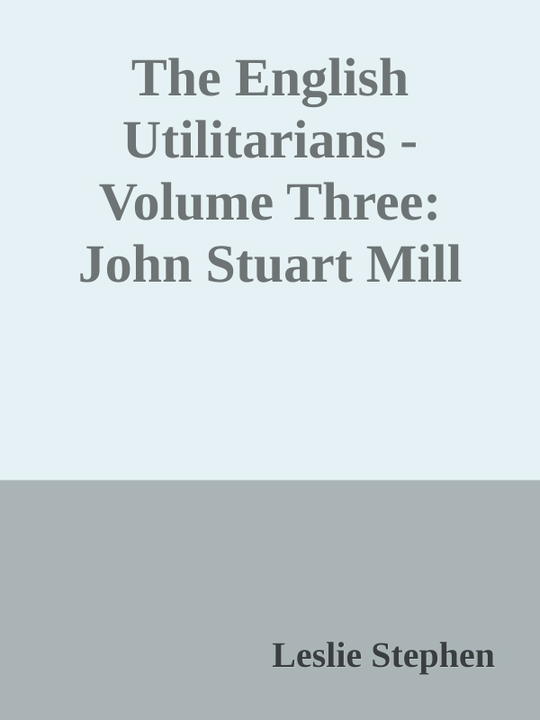 The English
Utilitarians -
Volume Three:
John Stuart Mill
Leslie Stephen